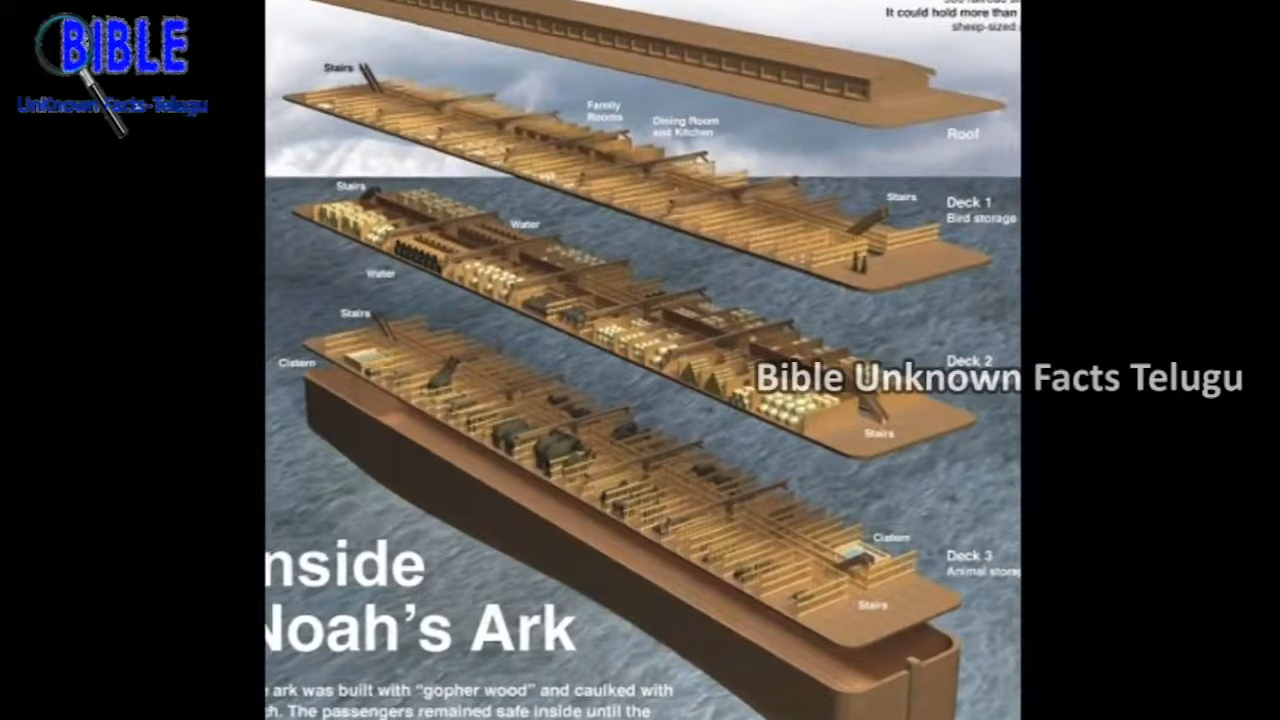 BIBLE
UnKnown Facts-Telugu
It could hold more than
sheep-sized
Stairs
Family
Rooms
Dining Room
and Kitchen
Roof
Stairs
Stairs
Deck 1
Bird storage
Water
Water
Stairs
Cistern
Deck 2
Bible Unknown Facts Telugu
Stairs
Cistern
Deck 3
Animal stora
Stairs
nside
Noah's Ark
ark was built with "gopher wood" and caulked with
h. The passengers remained safe inside until the